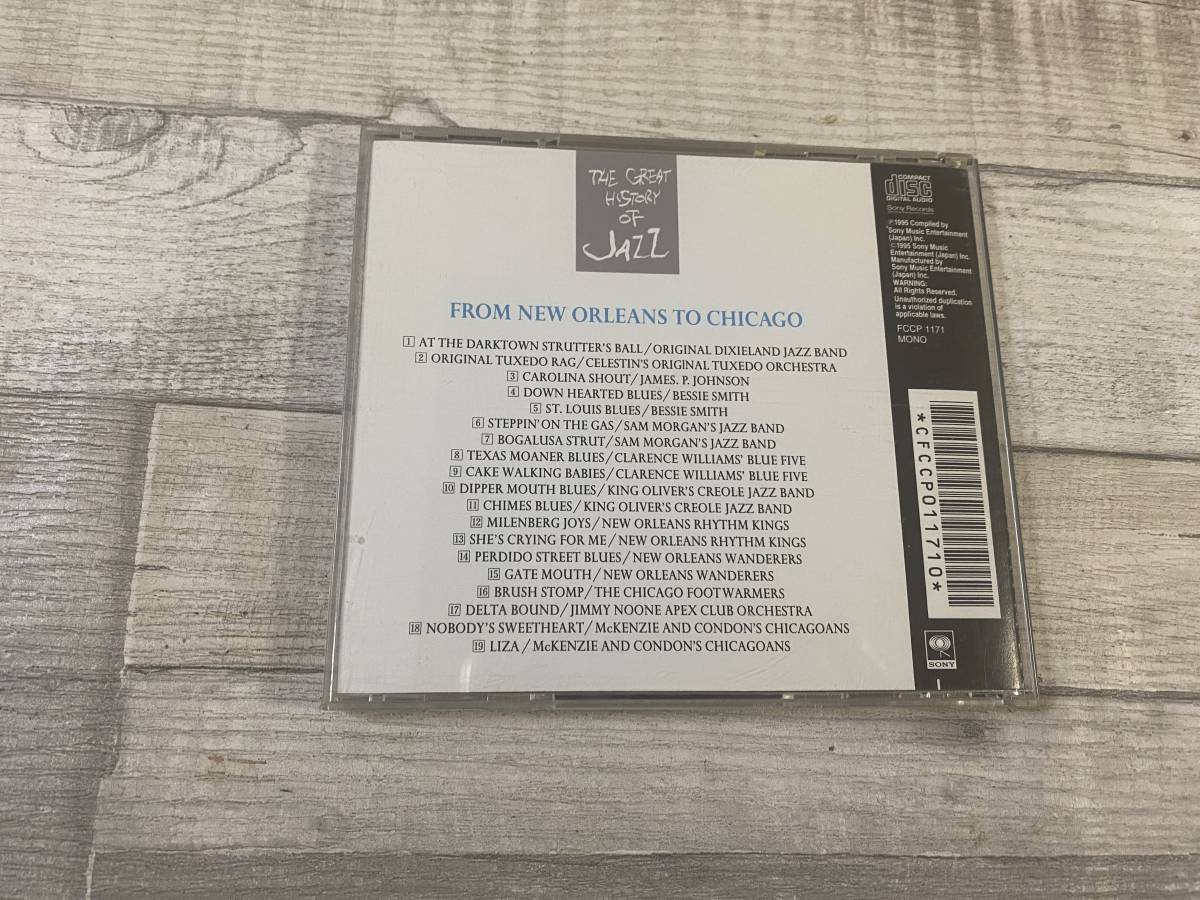 THE GREAT
HISTORY
OF
JAZZ
FROM NEW ORLEANS TO CHICAGO
1 AT THE DARKTOWN STRUTTER'S BALL/ORIGINAL DIXIELAND JAZZ BAND
2 ORIGINAL TUXEDO RAG/CELESTIN'S ORIGINAL TUXEDO ORCHESTRA
3 CAROLINA SHOUT/JAMES. P. JOHNSON
4 DOWN HEARTED BLUES/BESSIE SMITH
5 ST. LOUIS BLUES/BESSIE SMITH
6 STEPPIN' ON THE GAS/SAM MORGAN'S JAZZ BAND
7 BOGALUSA STRUT/SAM MORGAN'S JAZZ BAND
8 TEXAS MOANER BLUES/CLARENCE WILLIAMS' BLUE FIVE
9 CAKE WALKING BABIES/CLARENCE WILLIAMS' BLUE FIVE
10 DIPPER MOUTH BLUES/KING OLIVER'S CREOLE JAZZ BAND
11 CHIMES BLUES/KING OLIVER'S CREOLE JAZZ BAND
12 MILENBERG JOYS/NEW ORLEANS RHYTHM KINGS
13 SHE'S CRYING FOR ME/NEW ORLEANS RHYTHM KINGS
14 PERDIDO STREET BLUES/NEW ORLEANS WANDERERS
15 GATE MOUTH/NEW ORLEANS WANDERERS
16 BRUSH STOMP/THE CHICAGO FOOTWARMERS
17 DELTA BOUND/JIMMY NOONE APEX CLUB ORCHESTRA
18 NOBODY'S SWEETHEART/McKENZIE AND CONDON'S CHICAGOANS
19 LIZA/McKENZIE AND CONDON'S CHICAGOANS
COMPACT
disc
DIGITAL AUDIO
Sony Records
℗1995 Compiled by
Sony Music Entertainment
(Japan) Inc.
©1995 Sony Music
Entertainment (Japan) Inc.
Manufactured by
Sony Music Entertainment
(Japan) Inc.
WARNING:
All Rights Reserved.
Unauthorized duplication
is a violation of
applicable laws.
FCCP 1171
MONO
*CFCCP011710*
SONY
I